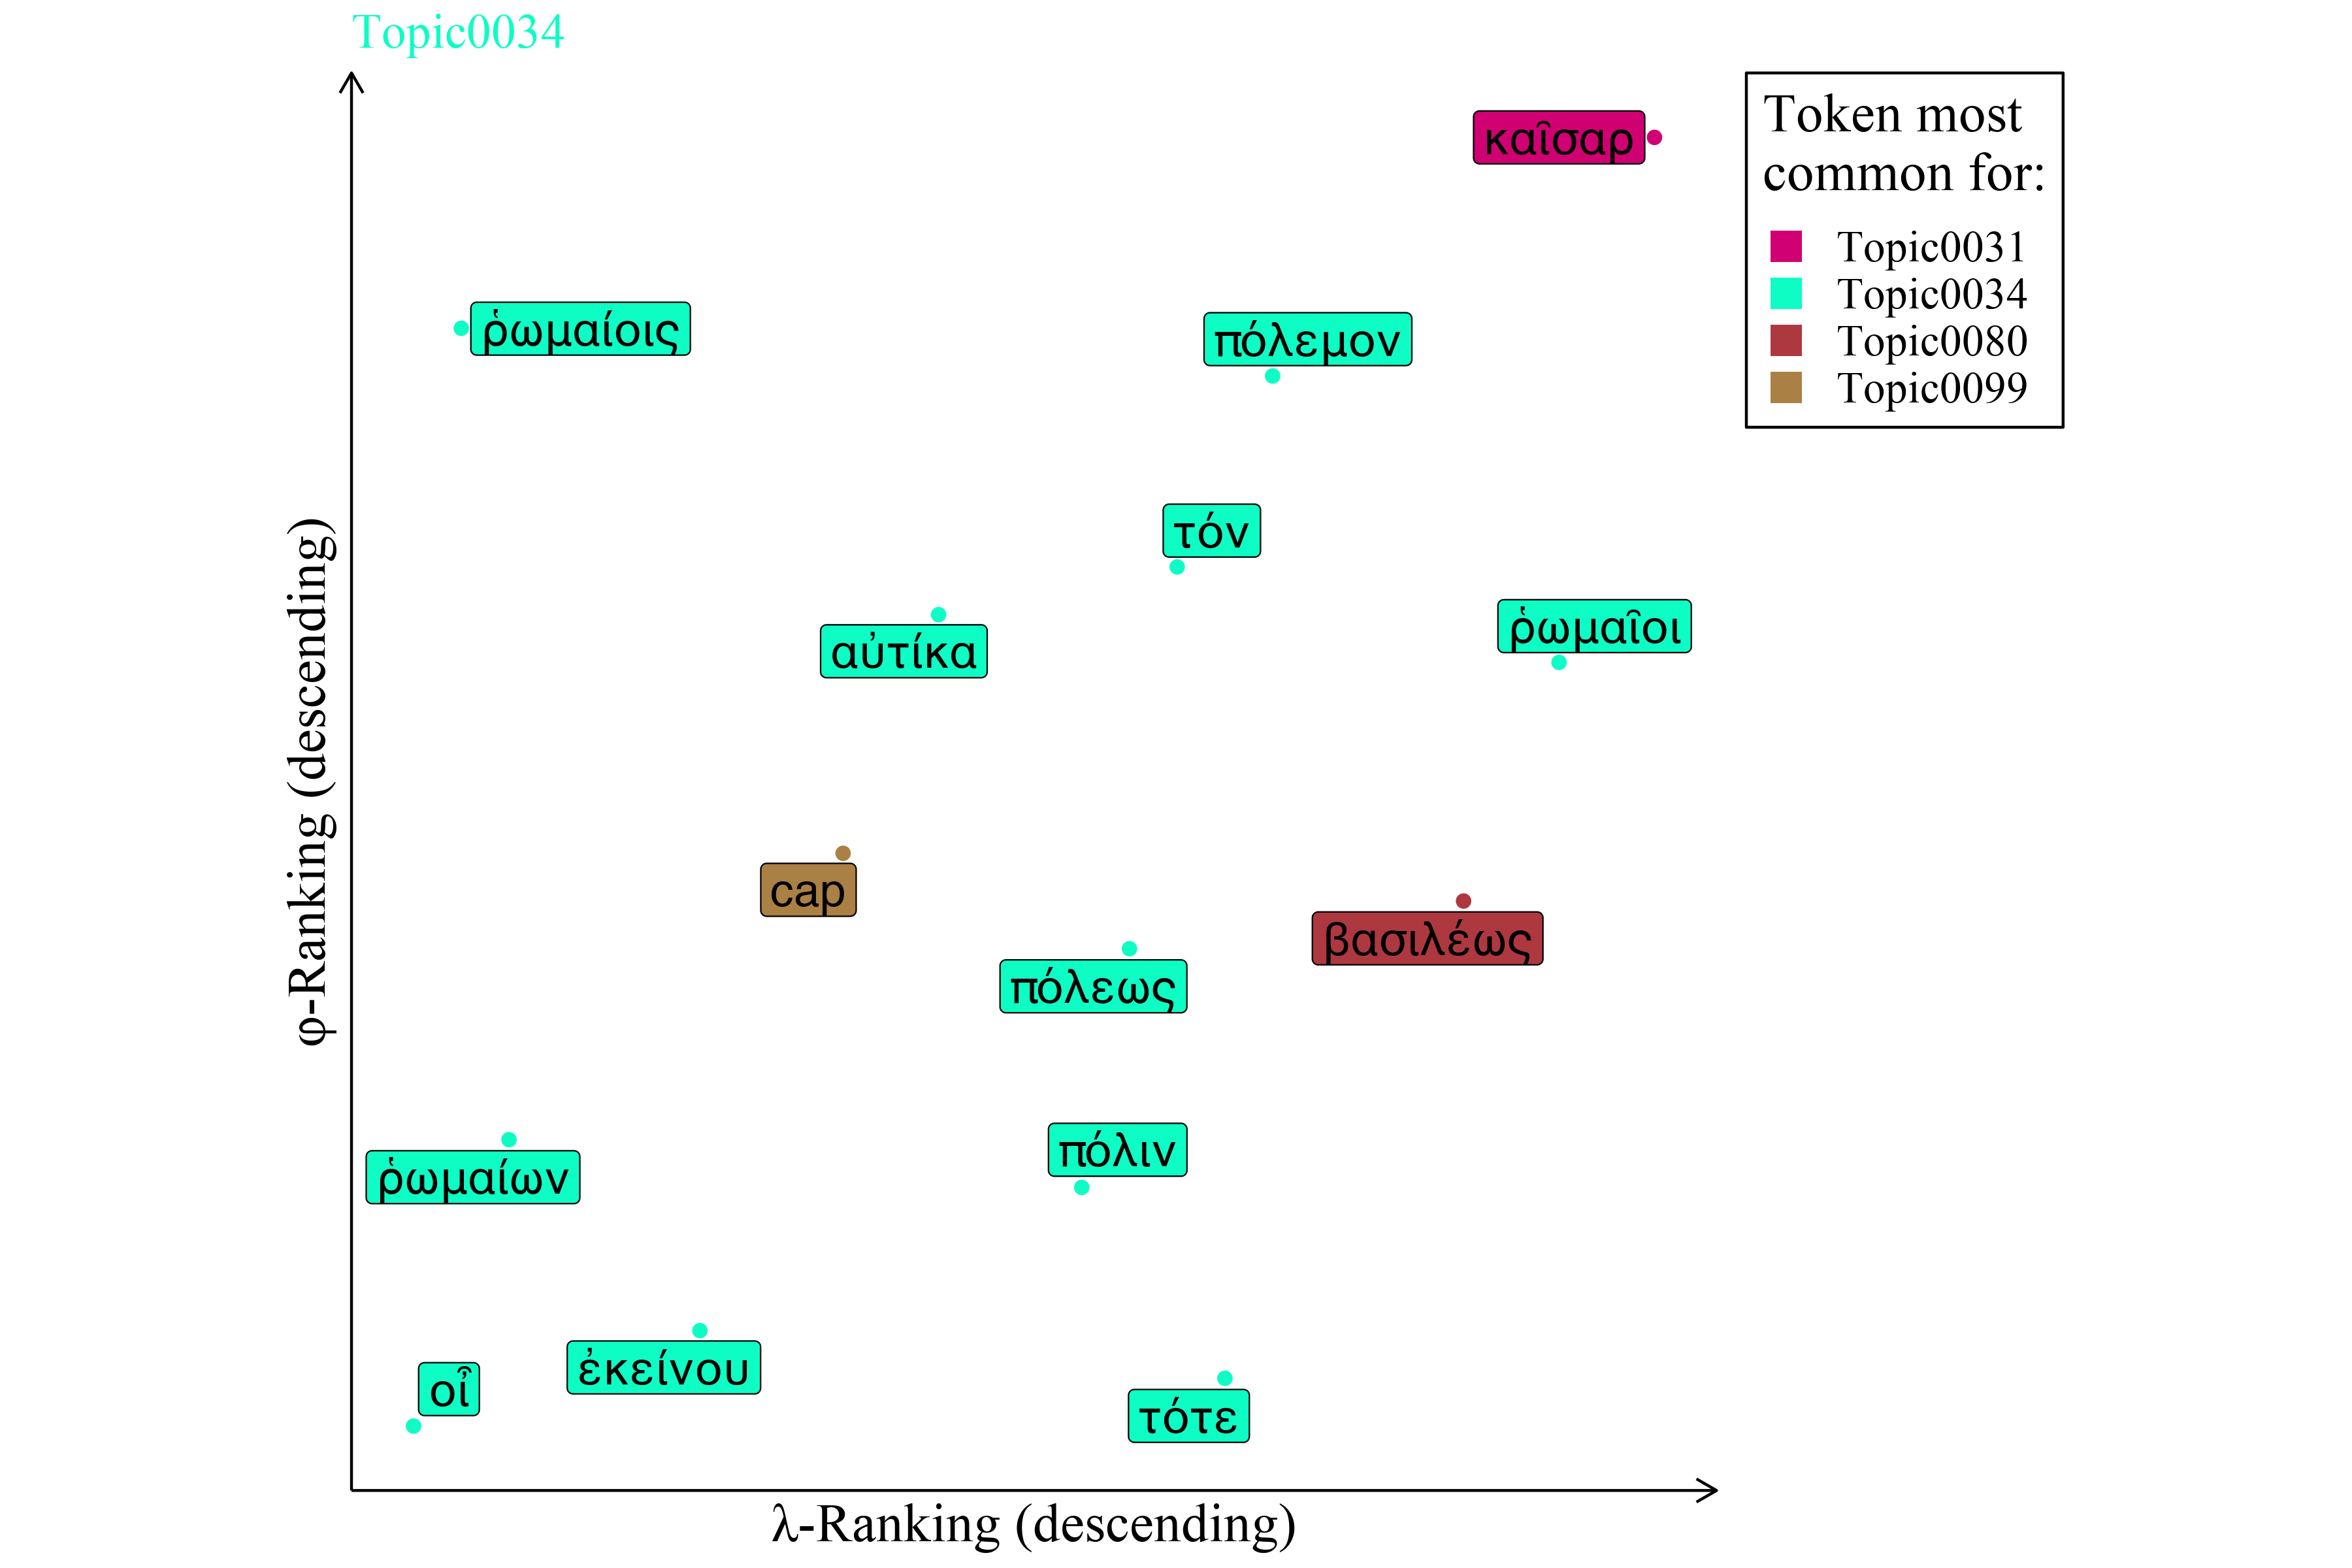 Topic0034
καῖσαρ
Token most
common for:
Topic0031
Topic0034
Topic0080
Topic0099
ῥωμαίοις
πόλεμον
τόν
αὐτίκα
ῥωμαῖοι
cap
βασιλέως
πόλεως
ῥωμαίων
πόλιν
οἷ
ἐκείνου
τότε
φ-Ranking (descending)
λ-Ranking (descending)